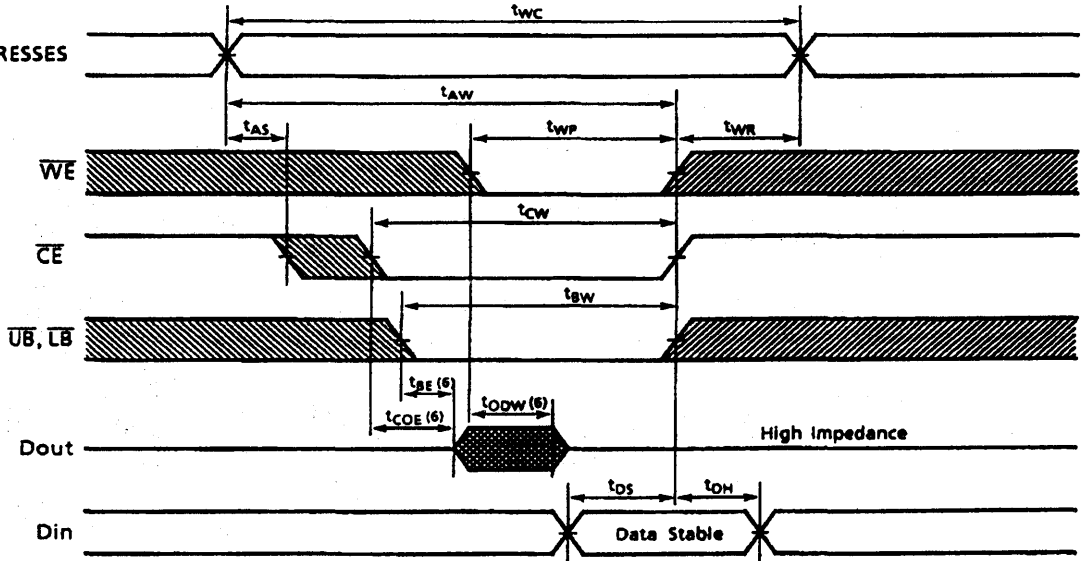 tWC
RESSES
tAW
tAS
tWP
tWR
WE
tCW
CE
tBW
UB, LB
tBE (6)
tCOE (6)
tODW (6)
Dout
High Impedance
tDS
tDH
Din
Data Stable